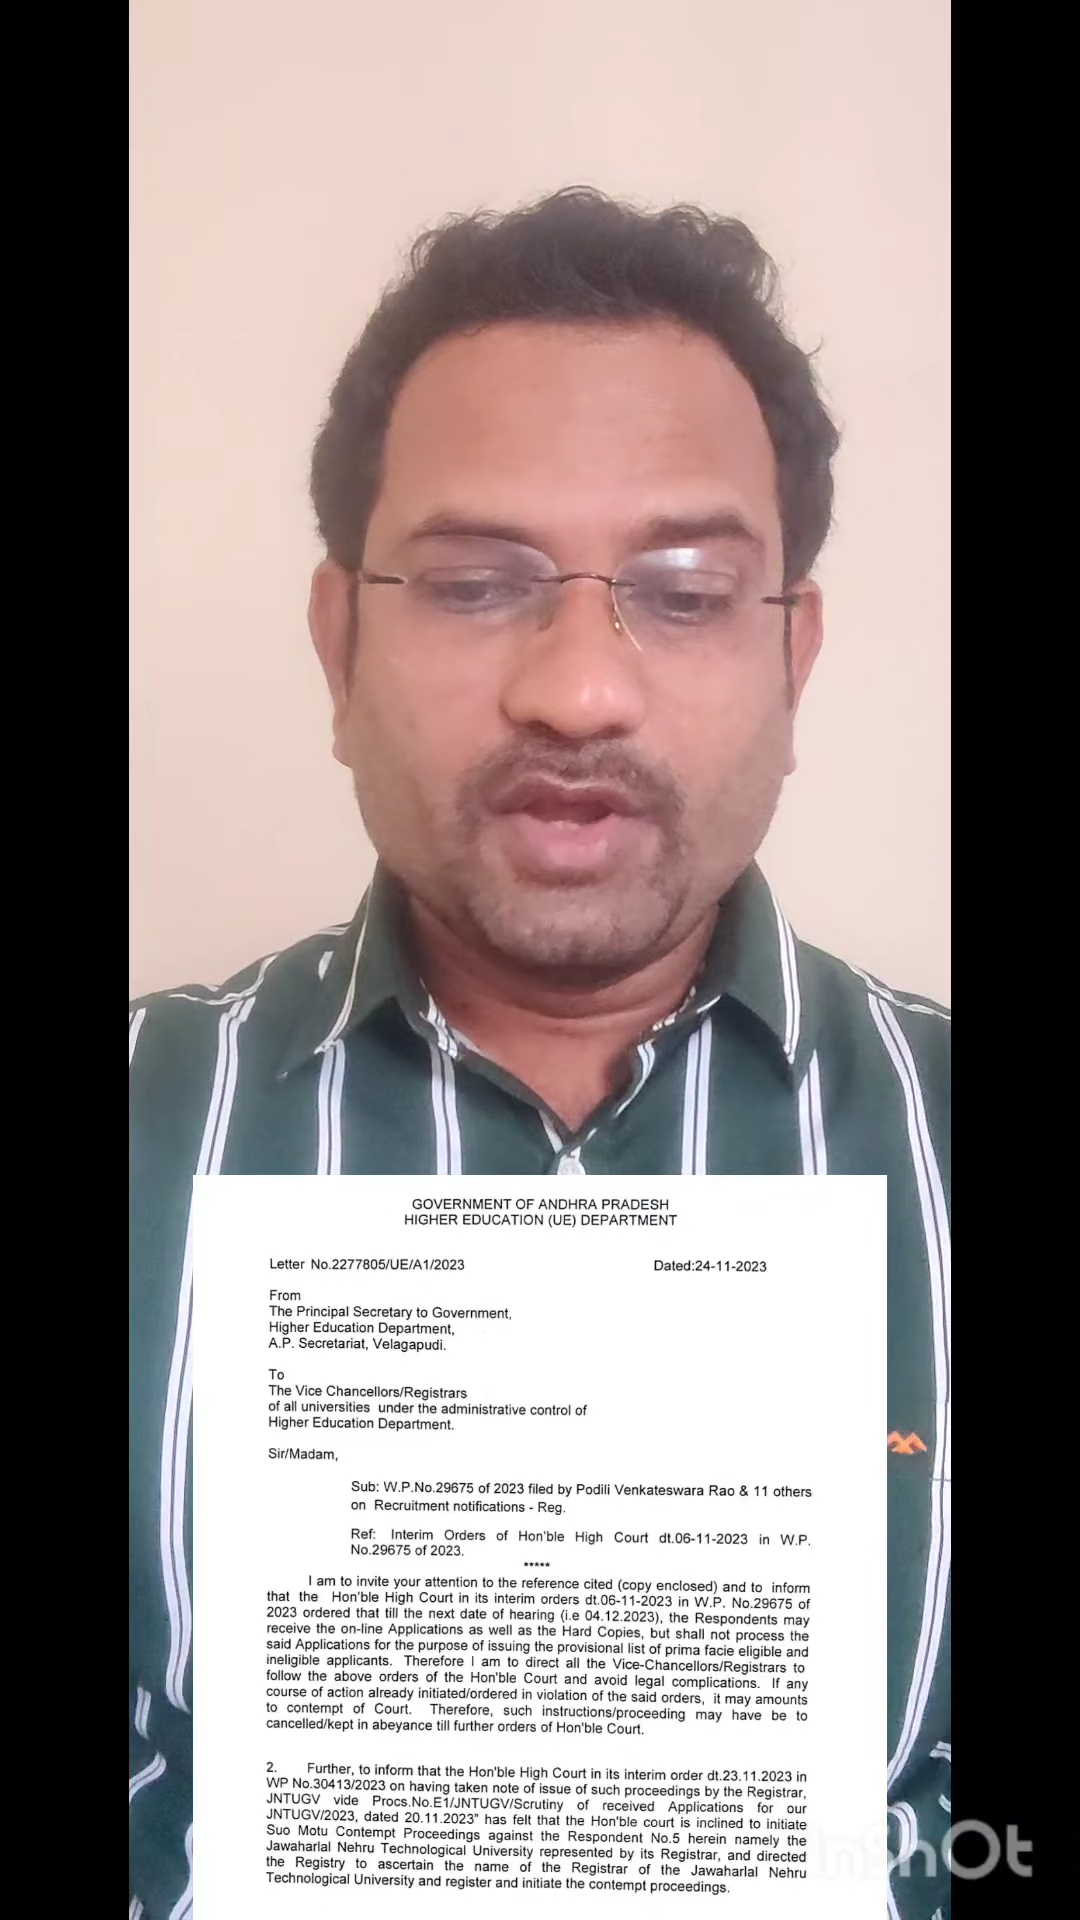 GOVERNMENT OF ANDHRA PRADESH
HIGHER EDUCATION (UE) DEPARTMENT
Letter No.2277805/UE/A1/2023 Dated:24-11-2023
From
The Principal Secretary to Government,
Higher Education Department,
A.P. Secretariat, Velagapudi.
To
The Vice Chancellors/Registrars
of all universities under the administrative control of
Higher Education Department.
Sir/Madam,
Sub: W.P.No.29675 of 2023 filed by Podili Venkateswara Rao & 11 others
on Recruitment notifications - Reg.
Ref: Interim Orders of Hon'ble High Court dt.06-11-2023 in W.P.
No.29675 of 2023.
*****
I am to invite your attention to the reference cited (copy enclosed) and to inform
that the Hon'ble High Court in its interim orders dt.06-11-2023 in W.P. No.29675 of
2023 ordered that till the next date of hearing (i.e 04.12.2023), the Respondents may
receive the on-line Applications as well as the Hard Copies, but shall not process the
said Applications for the purpose of issuing the provisional list of prima facie eligible and
ineligible applicants. Therefore I am to direct all the Vice-Chancellors/Registrars to
follow the above orders of the Hon'ble Court and avoid legal complications. If any
course of action already initiated/ordered in violation of the said orders, it may amounts
to contempt of Court. Therefore, such instructions/proceeding may have be to
cancelled/kept in abeyance till further orders of Hon'ble Court.
2. Further, to inform that the Hon'ble High Court in its interim order dt.23.11.2023 in
WP No.30413/2023 on having taken note of issue of such proceedings by the Registrar,
JNTUGV vide Procs.No.E1/JNTUGV/Scrutiny of received Applications for our
JNTUGV/2023, dated 20.11.2023" has felt that the Hon'ble court is inclined to initiate
Suo Motu Contempt Proceedings against the Respondent No.5 herein namely the
Jawaharlal Nehru Technological University represented by its Registrar, and directed
the Registry to ascertain the name of the Registrar of the Jawaharlal Nehru
Technological University and register and initiate the contempt proceedings.
InShOt